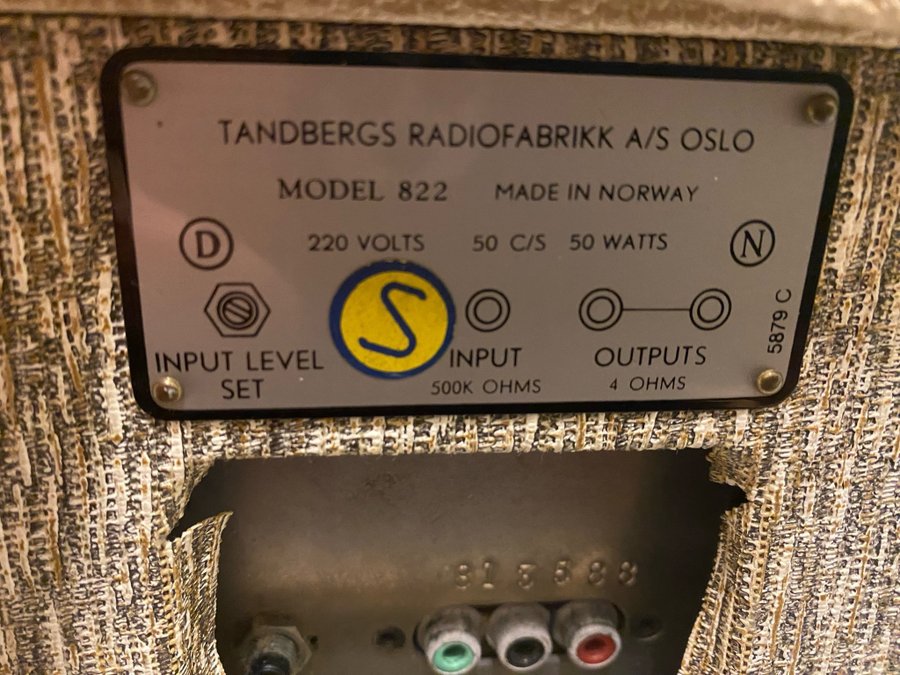 TANDBERGS RADIOFABRIKK A/S OSLO
MODEL 822 MADE IN NORWAY
D 220 VOLTS 50 C/S 50 WATTS N
S
INPUT LEVEL SET
INPUT
500K OHMS
OUTPUTS
4 OHMS
5879 C